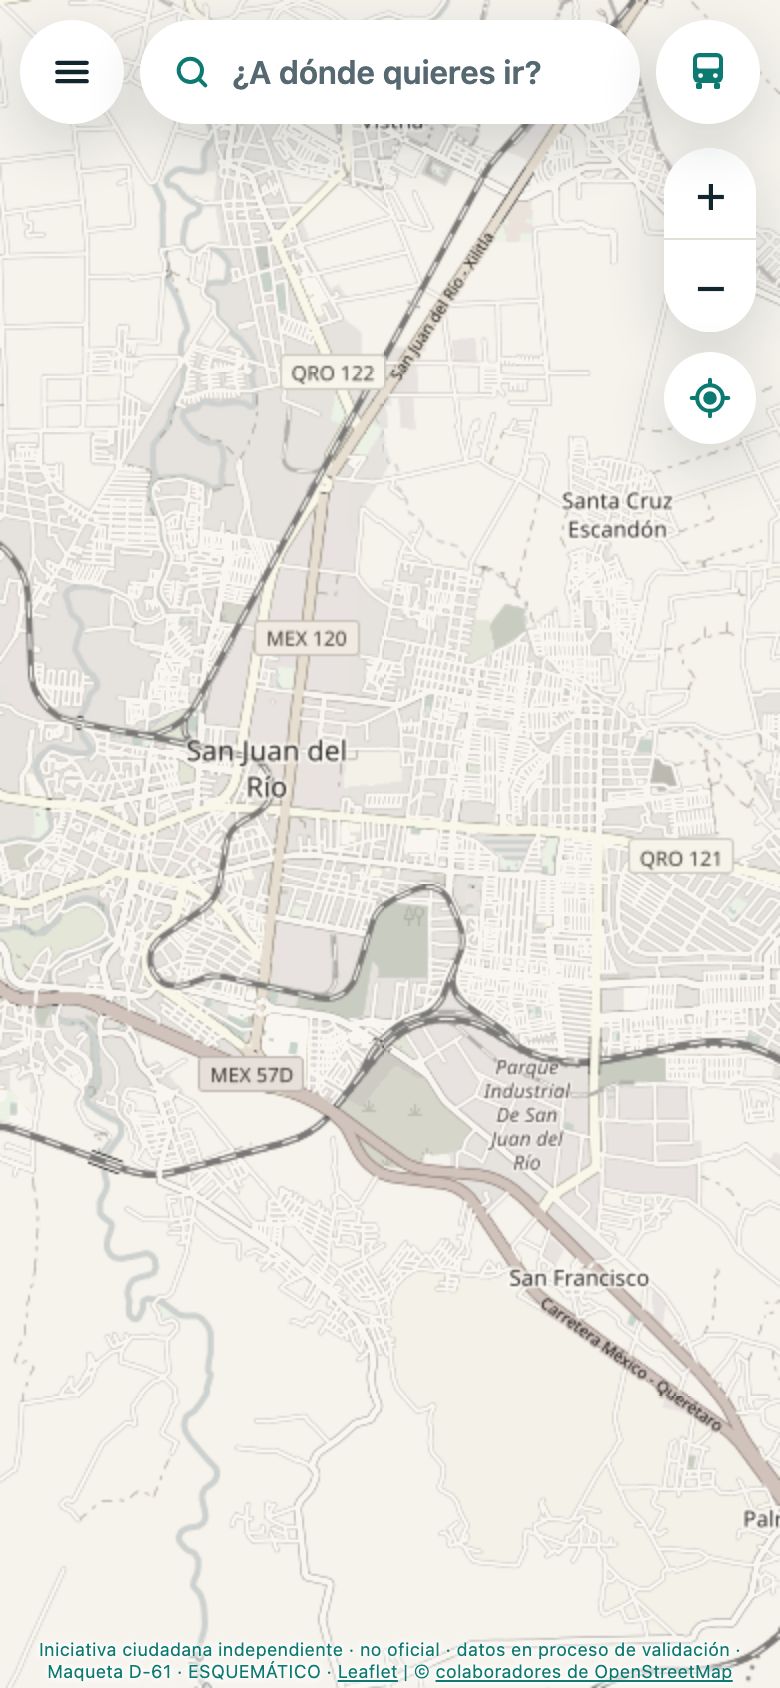 ¿A dónde quieres ir?
San Juan del Río - Xilitla
QRO 122
Santa Cruz
Escandón
MEX 120
San Juan del
Río
QRO 121
MEX 57D
Parque
Industrial
De San
Juan del
Río
San Francisco
Carretera México - Querétaro
Iniciativa ciudadana independiente · no oficial · datos en proceso de validación ·
Maqueta D-61 · ESQUEMÁTICO · Leaflet | © colaboradores de OpenStreetMap